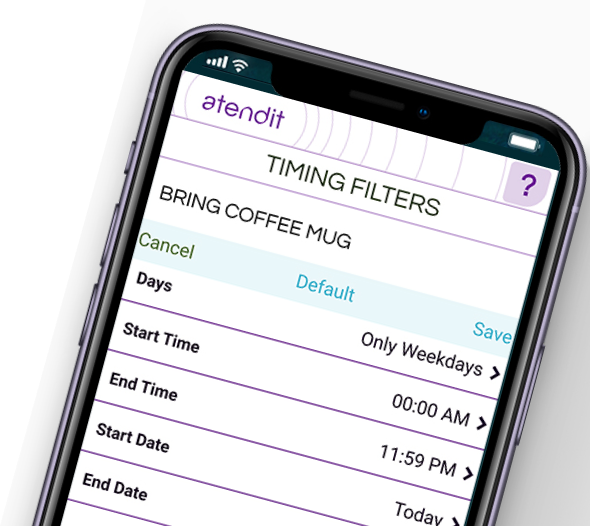 atendit
?
TIMING FILTERS
BRING COFFEE MUG
Cancel
Default
Save
Days
Only Weekdays
Start Time
00:00 AM
End Time
11:59 PM
Start Date
Today
End Date